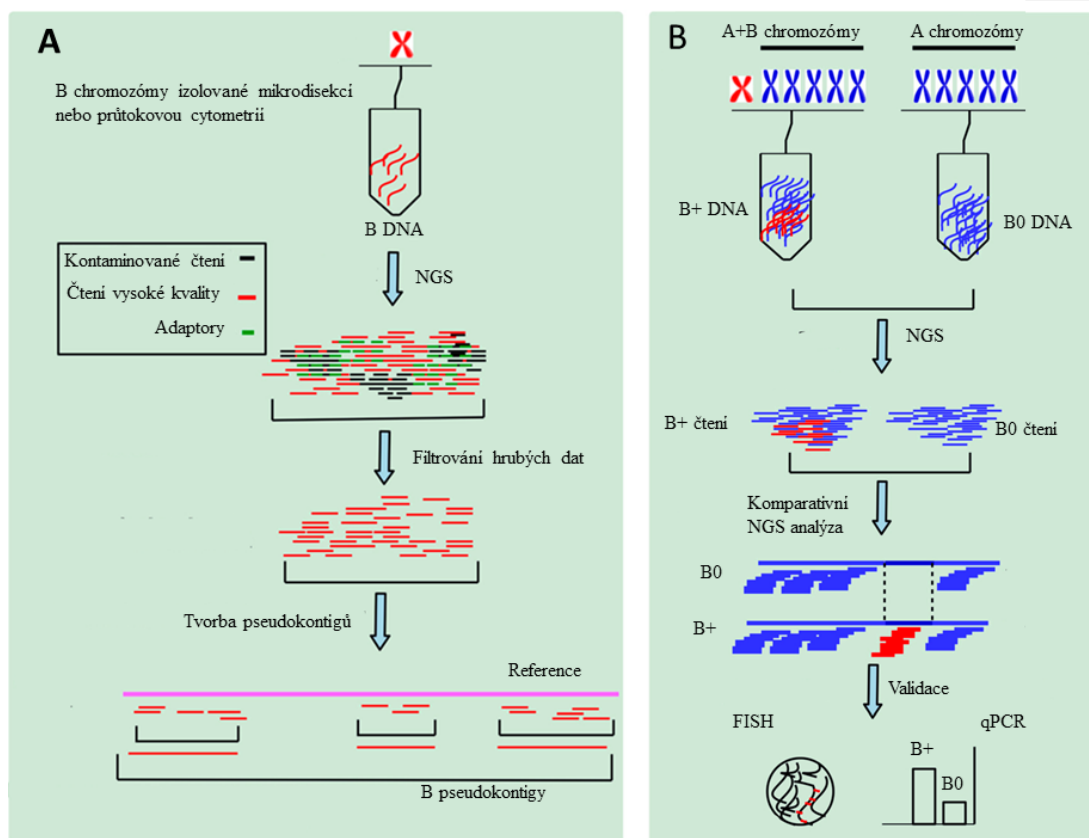 A
B chromozómy izolované mikrodisekcí
nebo průtokovou cytometrií
B DNA
Kontaminované čtení
Čtení vysoké kvality
Adaptory
NGS
Filtrování hrubých dat
Tvorba pseudokontigů
Reference
B pseudokontigy
B
A+B chromozómy
A chromozómy
B+ DNA
B0 DNA
NGS
B+ čtení
B0 čtení
Komparativní
NGS analýza
B0
B+
Validace
FISH
qPCR
B+
B0